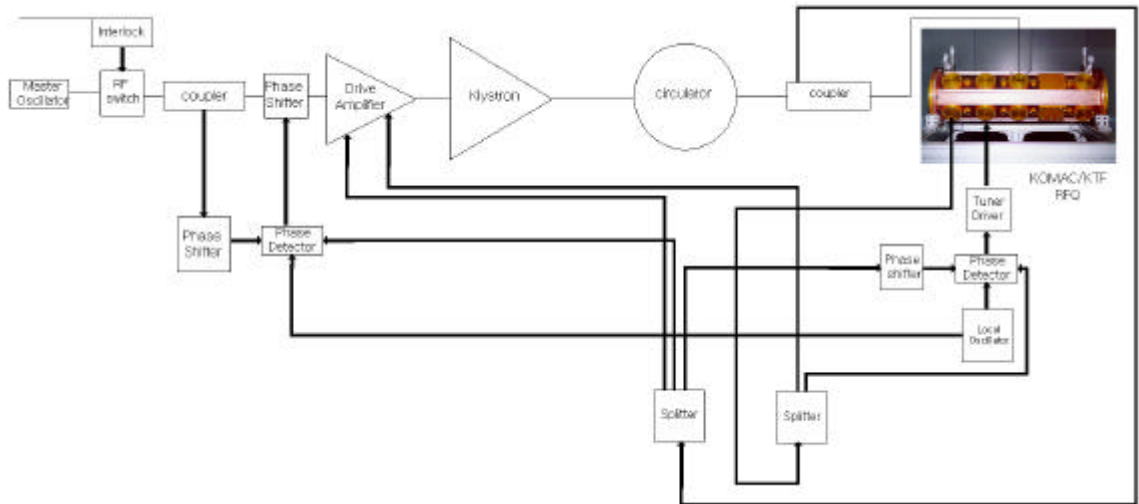 Interlock
Master
Oscillator
RF
switch
coupler
Phase
Shifter
Drive
Amplifier
Klystron
circulator
coupler
KOMAC/KTF
RFQ
Tuner
Driver
Phase
Shifter
Phase
Detector
Phase
shifter
Phase
Detector
Local
Oscillator
Splitter
Splitter